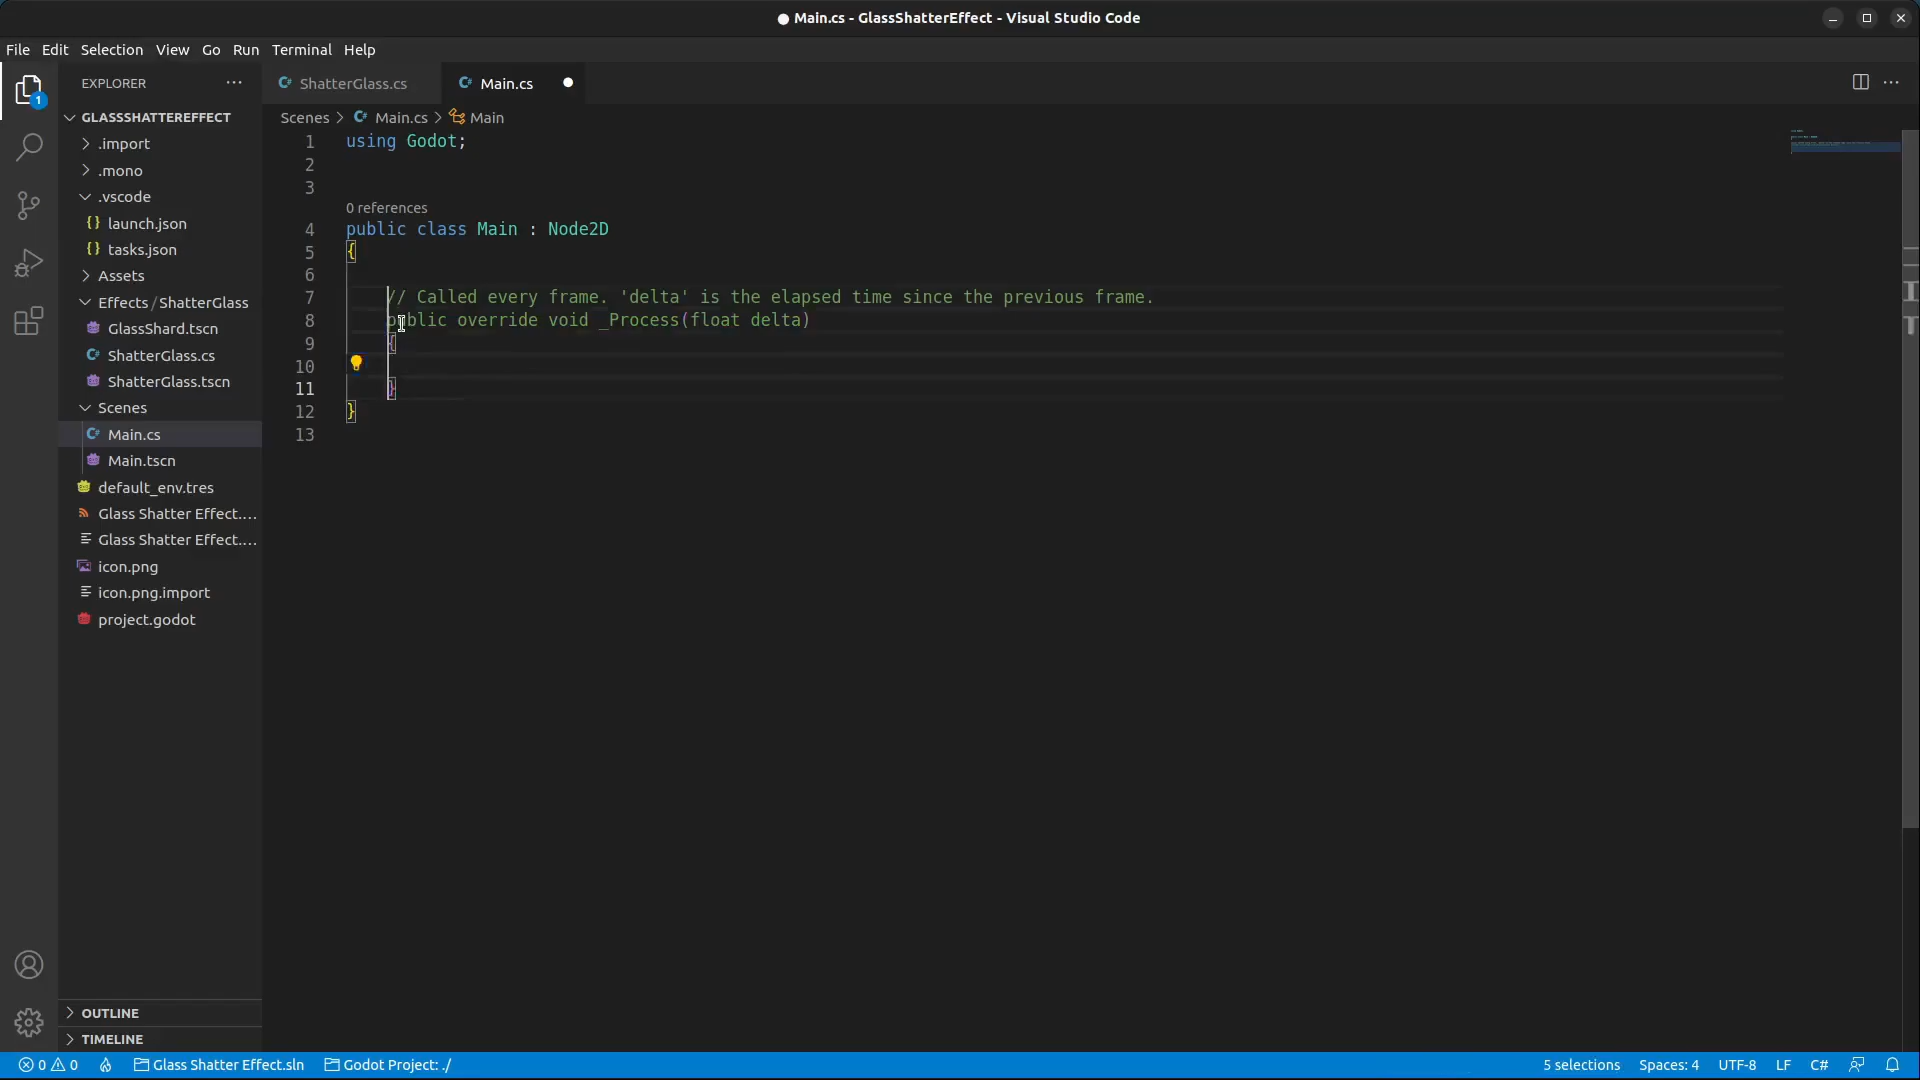 Main.cs - GlassShatterEffect - Visual Studio Code
File Edit Selection View Go Run Terminal Help
EXPLORER
ShatterGlass.cs
Main.cs
1
Scenes > Main.cs > Main
GLASSSHATTEREFFECT
.import
.mono
.vscode
launch.json
tasks.json
Assets
Effects/ShatterGlass
GlassShard.tscn
ShatterGlass.cs
ShatterGlass.tscn
Scenes
Main.cs
Main.tscn
default_env.tres
Glass Shatter Effect....
Glass Shatter Effect....
icon.png
icon.png.import
project.godot
OUTLINE
TIMELINE
1 using Godot;
2
3
0 references
4 public class Main : Node2D
5 {
6
7 // Called every frame. 'delta' is the elapsed time since the previous frame.
8 public override void _Process(float delta)
9 {
10
11 }
12 }
13
0 0 Glass Shatter Effect.sln Godot Project: ./ 5 selections Spaces: 4 UTF-8 LF C#